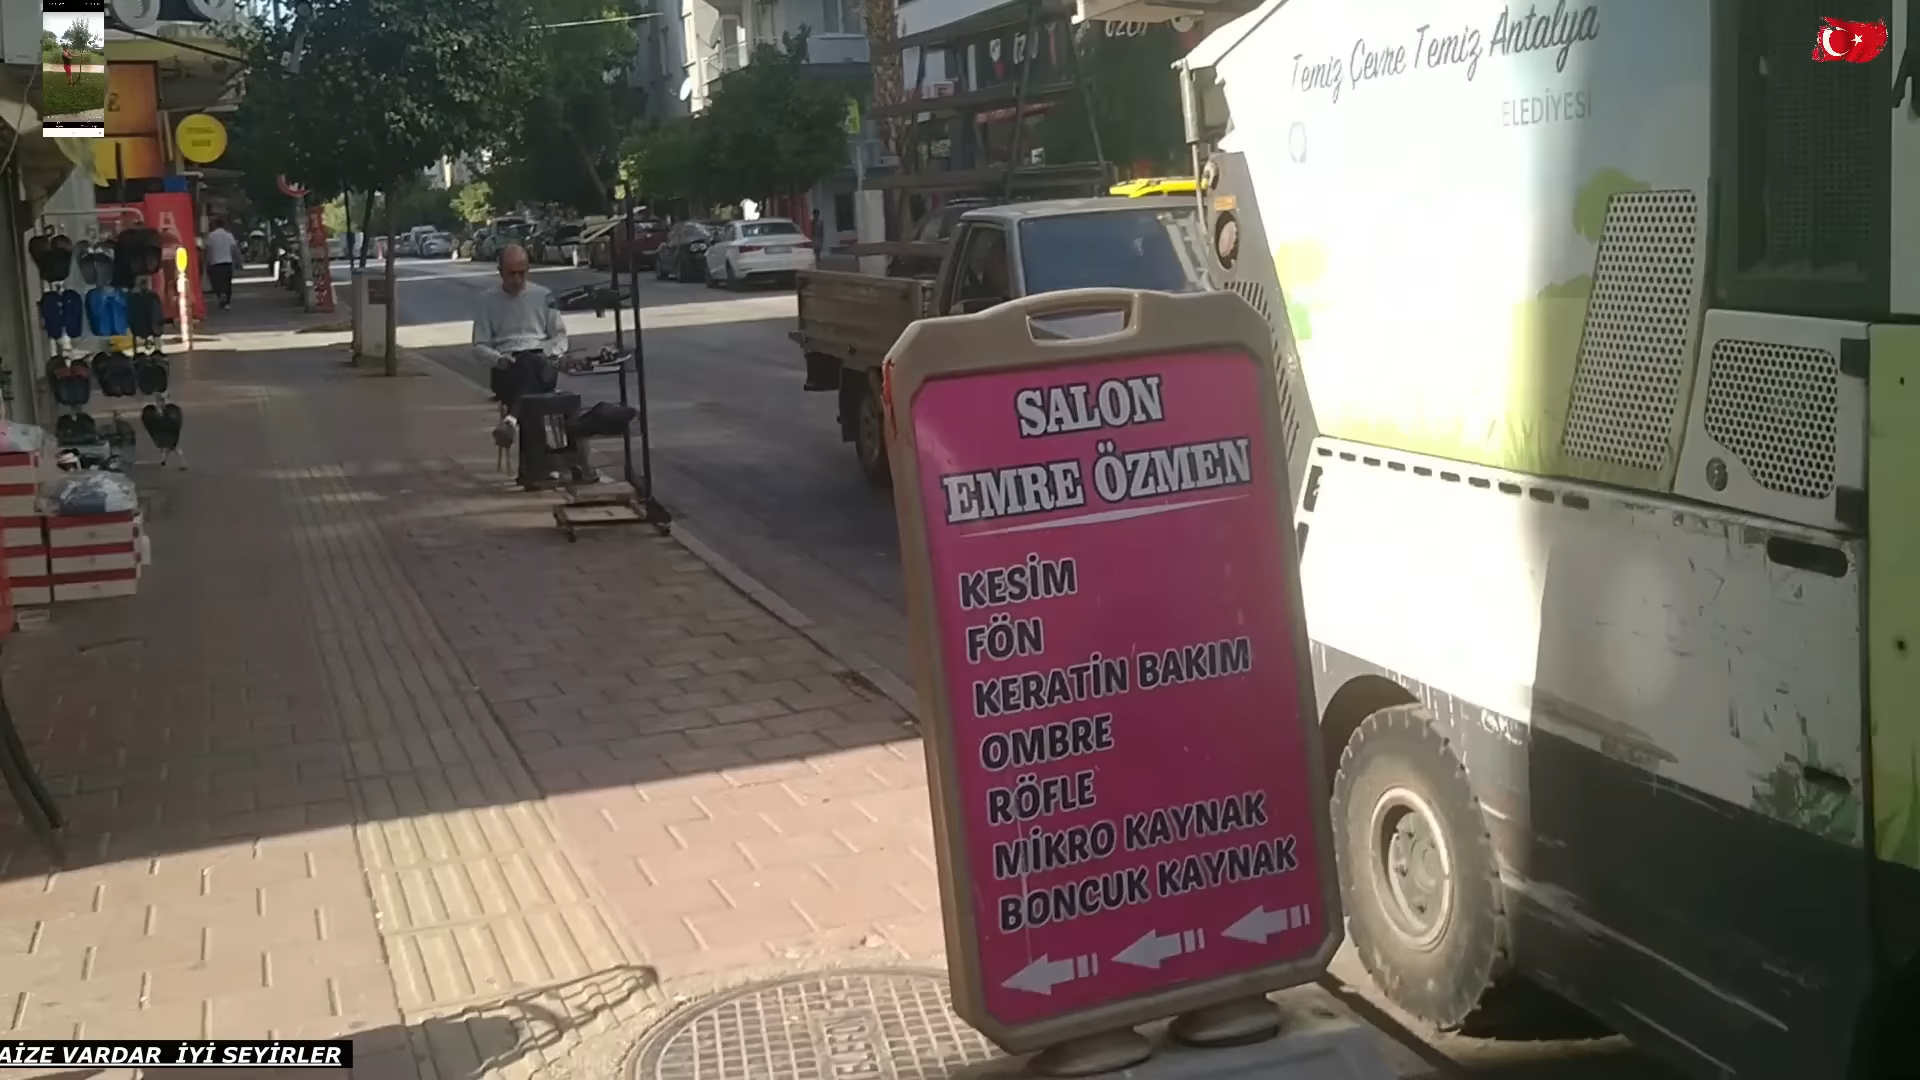 Temiz Çevre Temiz Antalya
ELEDİYESİ
SALON
EMRE ÖZMEN
KESİM
FÖN
KERATİN BAKIM
OMBRE
RÖFLE
MİKRO KAYNAK
BONCUK KAYNAK
AİZE VARDAR İYİ SEYİRLER